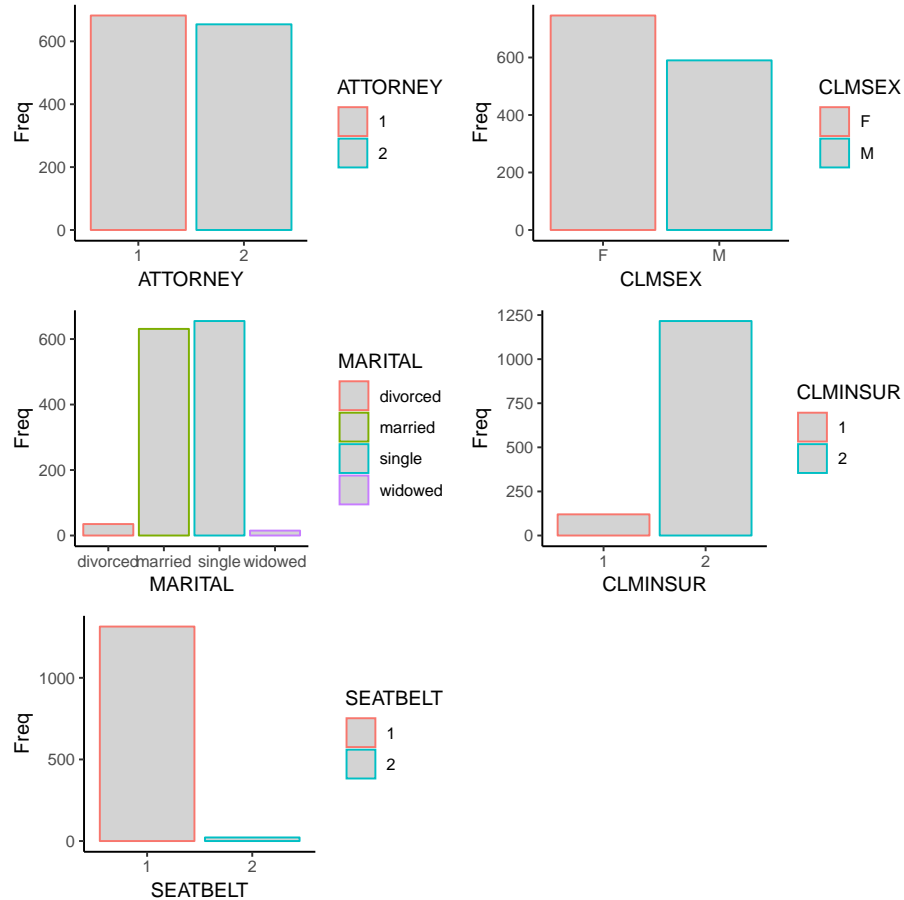 600
400
200
0
Freq
1 2
ATTORNEY
ATTORNEY
1
2
600
400
200
0
Freq
F M
CLMSEX
CLMSEX
F
M
600
400
200
0
Freq
divorced married single widowed
MARITAL
MARITAL
divorced
married
single
widowed
1250
1000
750
500
250
0
Freq
1 2
CLMINSUR
CLMINSUR
1
2
1000
500
0
Freq
1 2
SEATBELT
SEATBELT
1
2